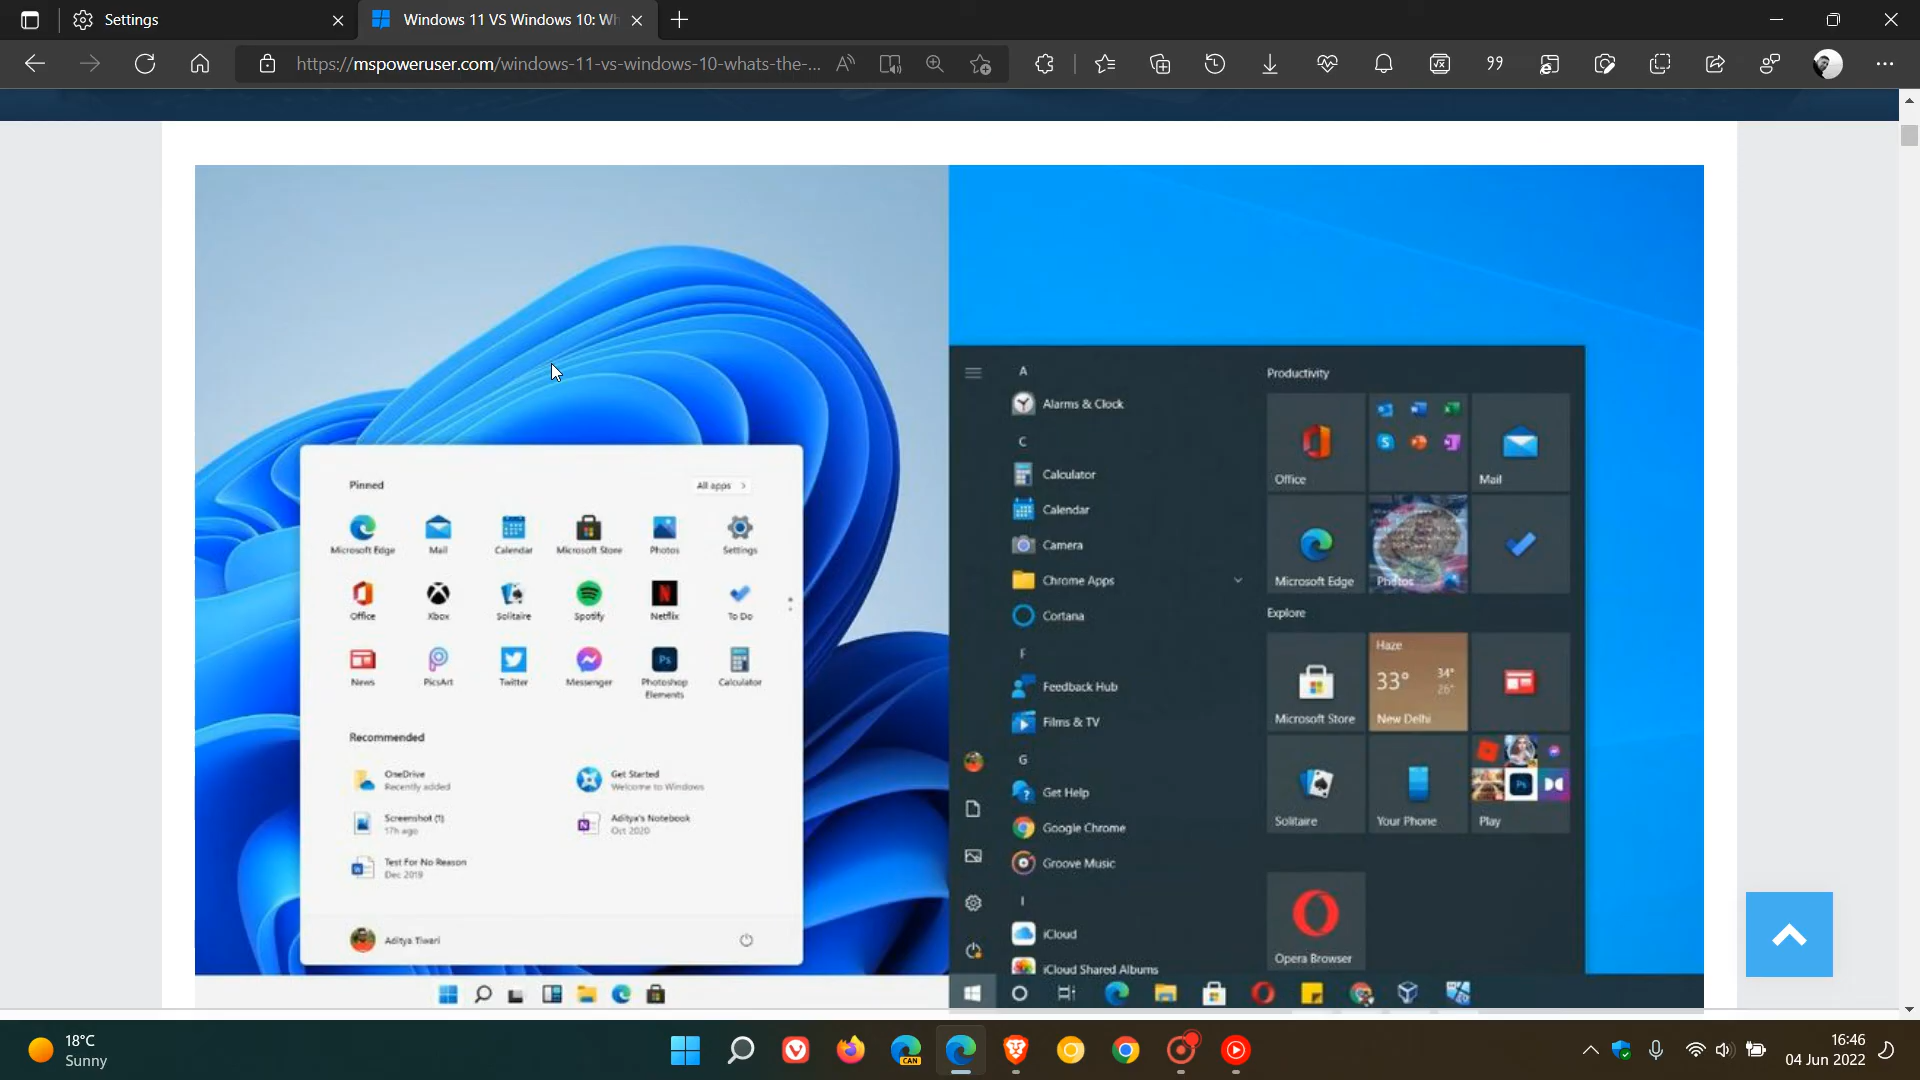 Settings
Windows 11 VS Windows 10: Wh
https://mspoweruser.com/windows-11-vs-windows-10-whats-the-...
Pinned
All apps >
Microsoft Edge
Mail
Calendar
Microsoft Store
Photos
Settings
Office
Xbox
Solitaire
Spotify
Netflix
To Do
News
PicsArt
Twitter
Messenger
Photoshop
Elements
Calculator
Recommended
OneDrive
Recently added
Get Started
Welcome to Windows
Screenshot (1)
17h ago
Aditya's Notebook
Oct 2020
Test For No Reason
Dec 2019
Aditya Tiwari
A
Alarms & Clock
C
Calculator
Calendar
Camera
Chrome Apps
Cortana
F
Feedback Hub
Films & TV
G
Get Help
Google Chrome
Groove Music
I
iCloud
iCloud Shared Albums
Productivity
Office
Mail
Microsoft Edge
Photos
Explore
Microsoft Store
Haze
33°
34°
26°
New Delhi
Solitaire
Your Phone
Play
Opera Browser
18°C
Sunny
CAN
16:46
04 Jun 2022